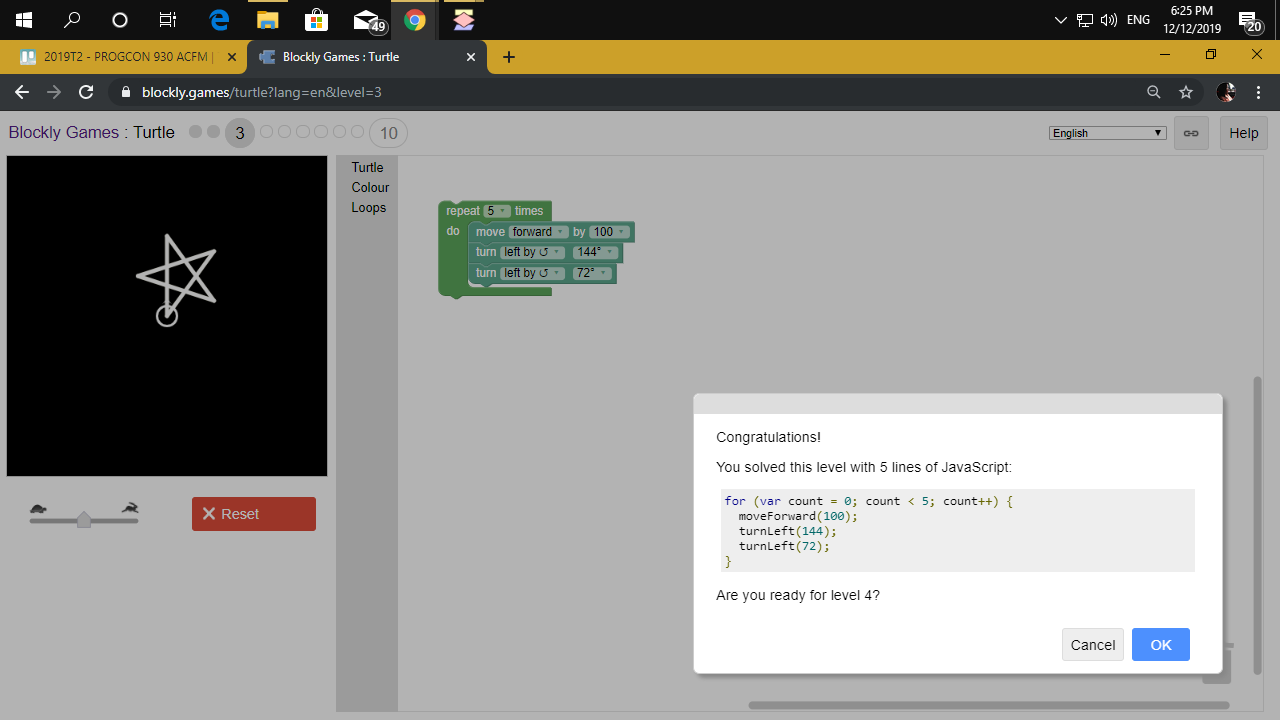 49
ENG
6:25 PM
12/12/2019
20
2019T2 - PROGCON 930 ACFM |
Blockly Games : Turtle
blockly.games/turtle?lang=en&level=3
Blockly Games : Turtle
3
10
English
Help
Turtle
Colour
Loops
repeat 5 times
do move forward by 100
turn left by ↺ 144°
turn left by ↺ 72°
Reset
Congratulations!
You solved this level with 5 lines of JavaScript:
for (var count = 0; count < 5; count++) {
moveForward(100);
turnLeft(144);
turnLeft(72);
}
Are you ready for level 4?
Cancel
OK